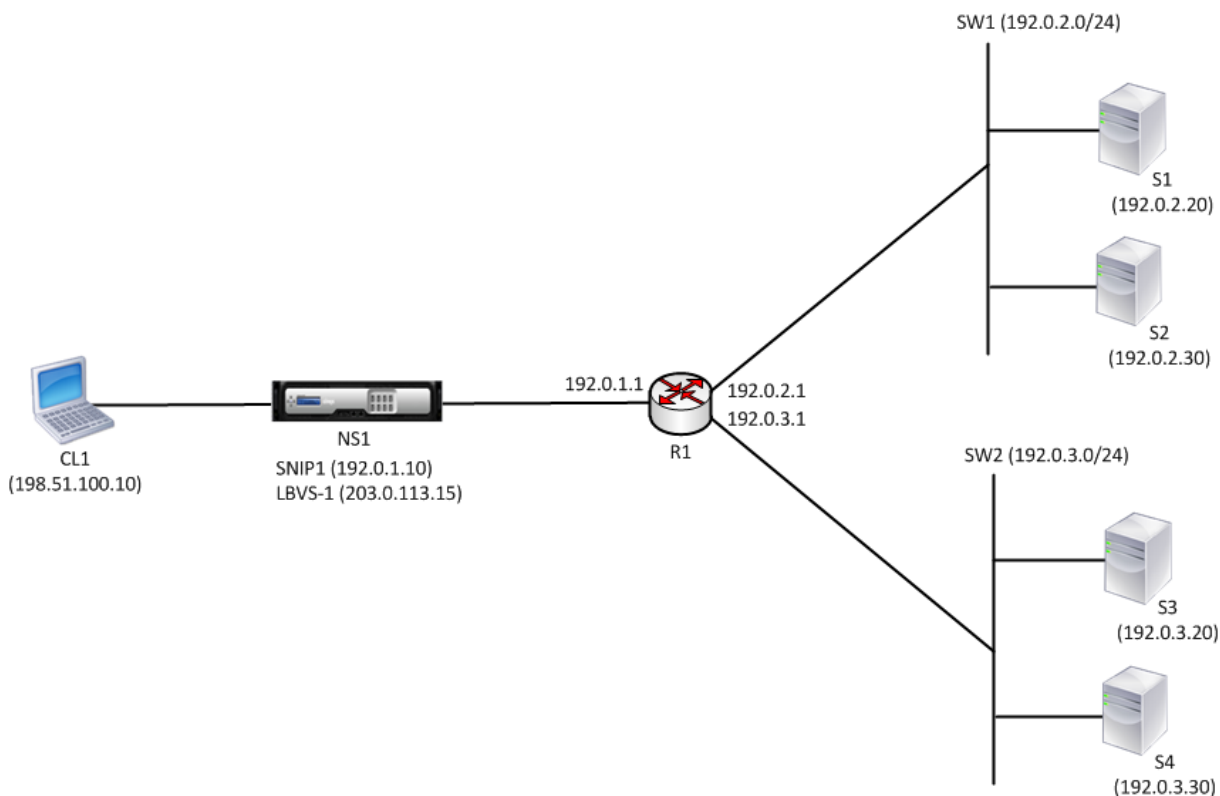 SW1 (192.0.2.0/24)
S1
(192.0.2.20)
S2
(192.0.2.30)
192.0.1.1
192.0.2.1
192.0.3.1
R1
NS1
SNIP1 (192.0.1.10)
LBVS-1 (203.0.113.15)
CL1
(198.51.100.10)
SW2 (192.0.3.0/24)
S3
(192.0.3.20)
S4
(192.0.3.30)